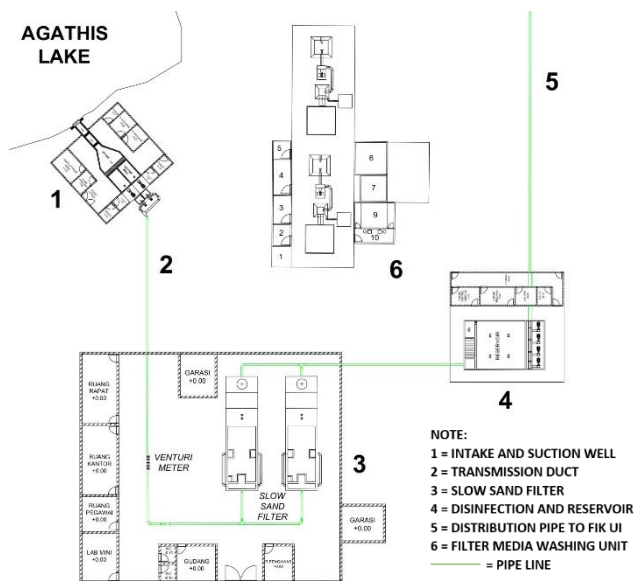 AGATHIS
LAKE
1
2
5
5
4
3
2
1
6
7
9
10
6
RESERVOIR
4
GARASI
+0.00
RUANG
RAPAT
+0.03
RUANG
KANTOR
+0.00
RUANG
PEGAWAI
+0.00
LAB MINI
+0.03
VENTURI
METER
SLOW
SAND
FILTER
3
GARASI
+0.00
GUDANG
+0.00
NOTE:
1 = INTAKE AND SUCTION WELL
2 = TRANSMISSION DUCT
3 = SLOW SAND FILTER
4 = DISINFECTION AND RESERVOIR
5 = DISTRIBUTION PIPE TO FIK UI
6 = FILTER MEDIA WASHING UNIT
= PIPE LINE